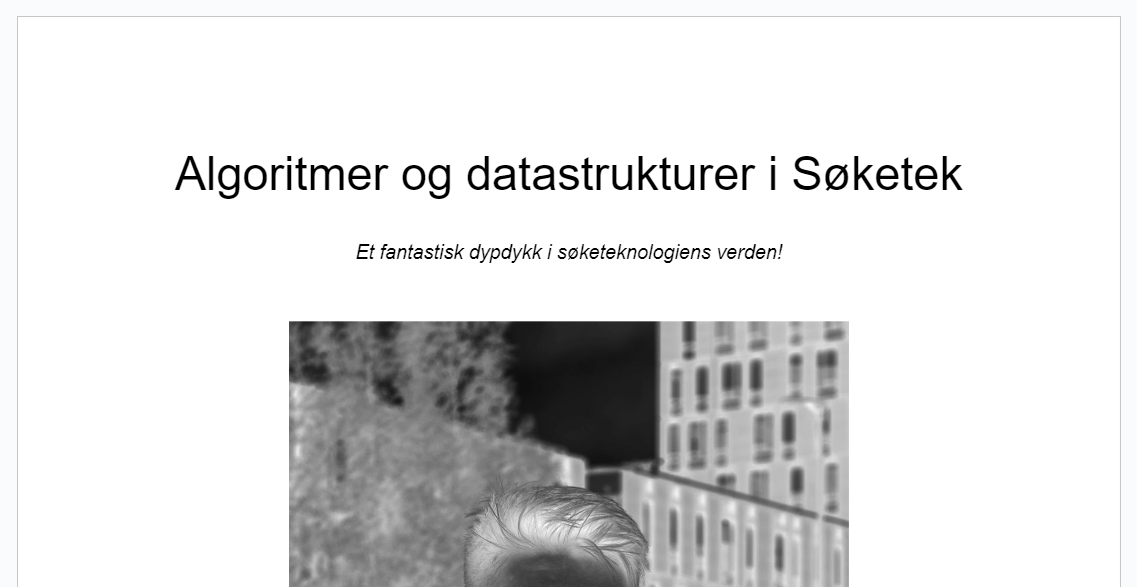 Algoritmer og datastrukturer i Søketek
Et fantastisk dypdykk i søketeknologiens verden!